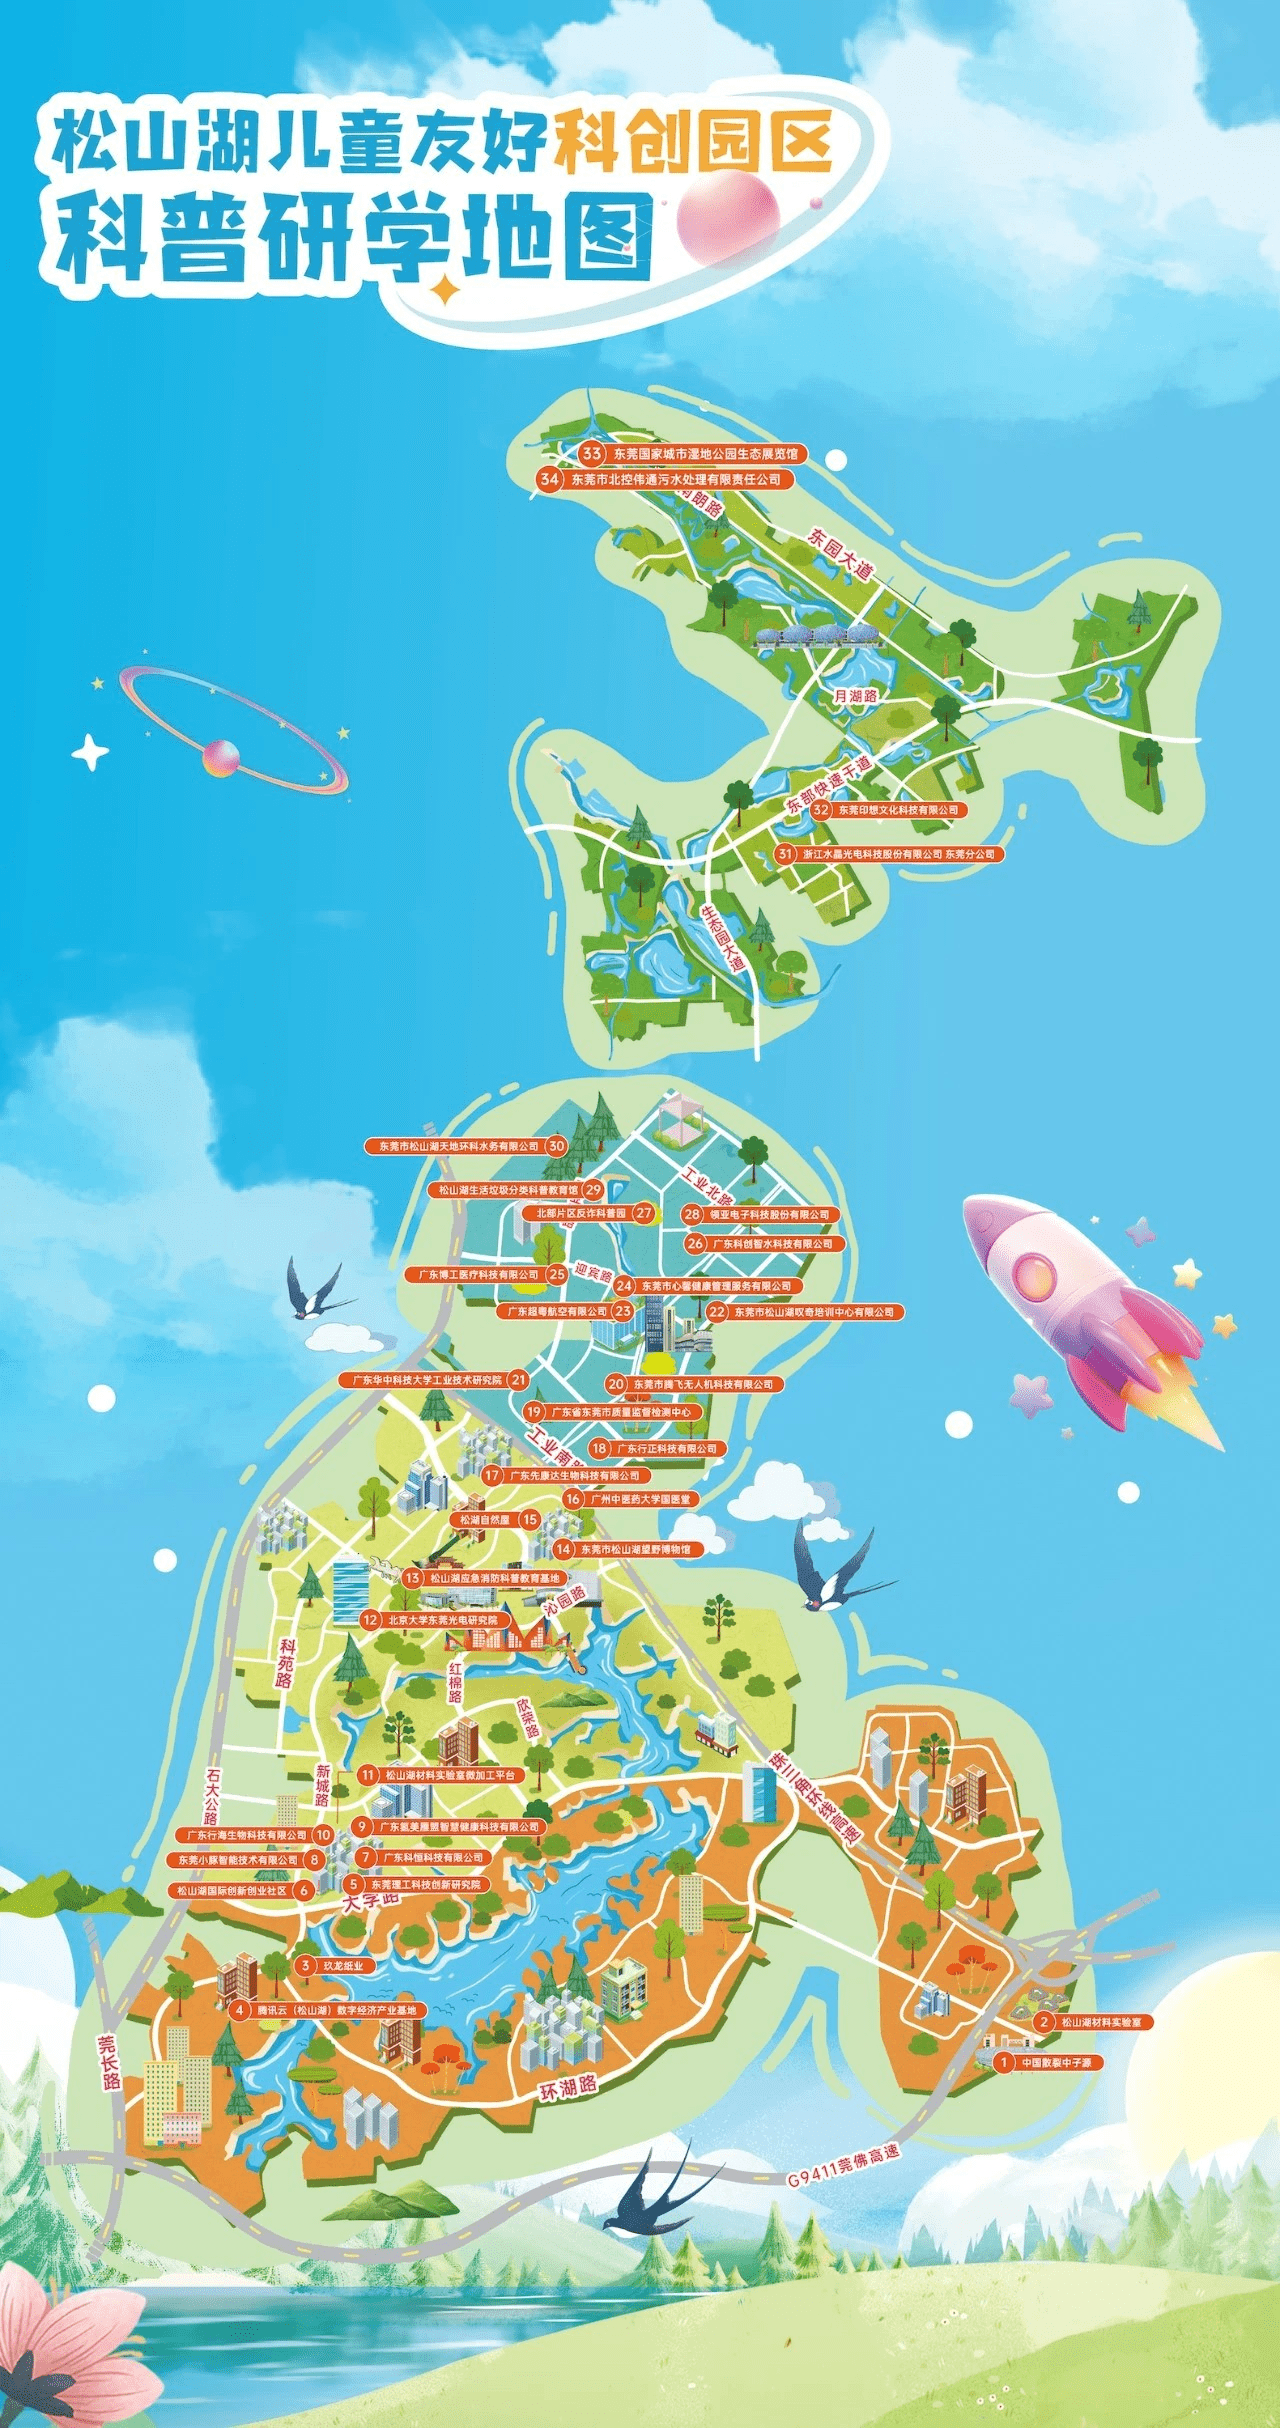 松山湖儿童友好科创园区
科普研学地图
33 东莞国家城市湿地公园生态展览馆
34 东莞市北控伟通污水处理有限责任公司
南朗路
东园大道
月湖路
东部快速干道
32 东莞印想文化科技有限公司
31 浙江水晶光电科技股份有限公司 东莞分公司
生态园大道
东莞市松山湖天地环科水务有限公司 30
工业北路
松山湖生活垃圾分类科普教育馆 29
北部片区反诈科普园 27
28 领亚电子科技股份有限公司
路
26 广东科创智水科技有限公司
广东博工医疗科技有限公司 25
迎宾路
24 东莞市心馨健康管理服务有限公司
广东超粤航空有限公司 23
22 东莞市松山湖叹奇培训中心有限公司
广东华中科技大学工业技术研究院 21
20 东莞市腾飞无人机科技有限公司
19 广东省东莞市质量监督检测中心
工业南路
18 广东行正科技有限公司
17 广东先康达生物科技有限公司
16 广州中医药大学国医堂
松湖自然屋 15
14 东莞市松山湖望野博物馆
13 松山湖应急消防科普教育基地
沁园路
12 北京大学东莞光电研究院
科苑路
红棉路
欣荣路
珠三角环线高速
石大公路
新城路
11 松山湖材料实验室微加工平台
9 广东氢美雁盟智慧健康科技有限公司
广东行海生物科技有限公司 10
7 广东科恒科技有限公司
东莞小豚智能技术有限公司 8
5 东莞理工科技创新研究院
松山湖国际创新创业社区 6
大学路
3 玖龙纸业
4 腾讯云（松山湖）数字经济产业基地
2 松山湖材料实验室
1 中国散裂中子源
莞长路
环湖路
G9411莞佛高速